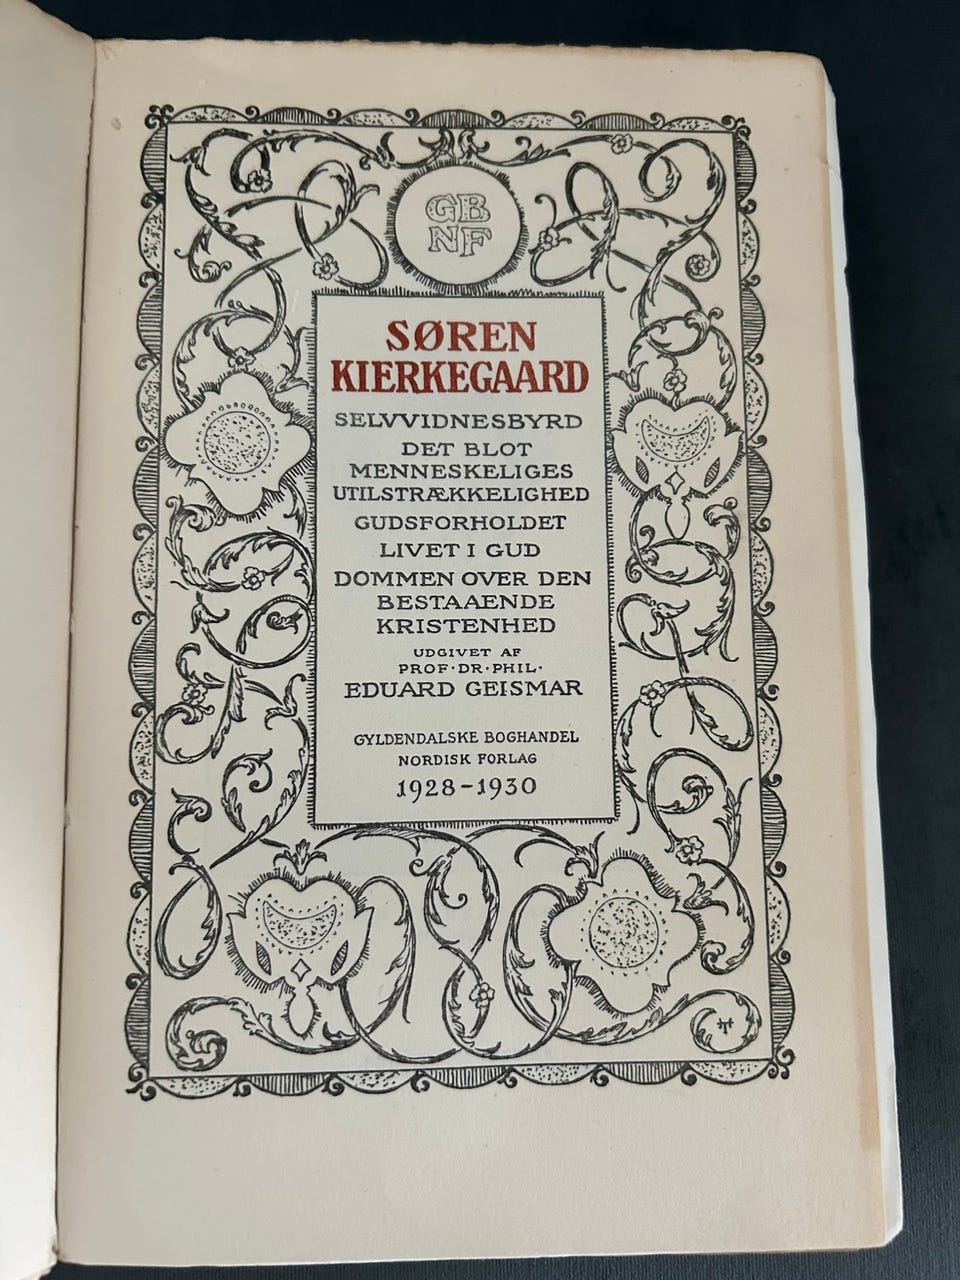 GB
NF
SØREN
KIERKEGAARD
SELVVIDNESBYRD
DET BLOT
MENNESKELIGES
UTILSTRÆKKELIGHED
GUDSFORHOLDET
LIVET I GUD
DOMMEN OVER DEN
BESTAAENDE
KRISTENHED
UDGIVET AF
PROF·DR·PHIL·
EDUARD GEISMAR
GYLDENDALSKE BOGHANDEL
NORDISK FORLAG
1928-1930